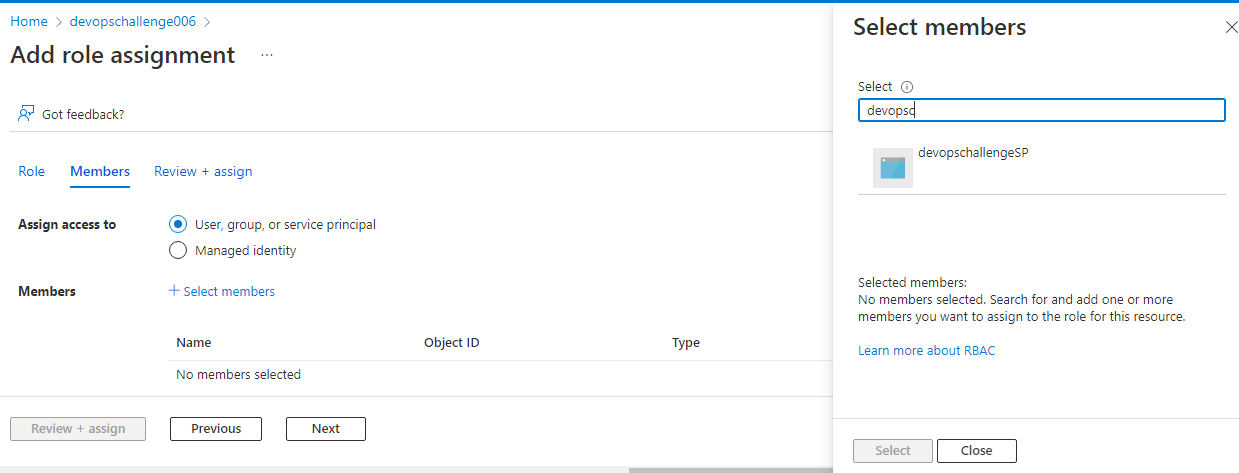 Home > devopschallenge006 >
Add role assignment ...
Got feedback?
Role Members Review + assign
Assign access to
User, group, or service principal
Managed identity
Members
+ Select members
Name Object ID Type
No members selected
Review + assign Previous Next
Select members
Select
devopsc
devopschallengeSP
Selected members:
No members selected. Search for and add one or more
members you want to assign to the role for this resource.
Learn more about RBAC
Select Close